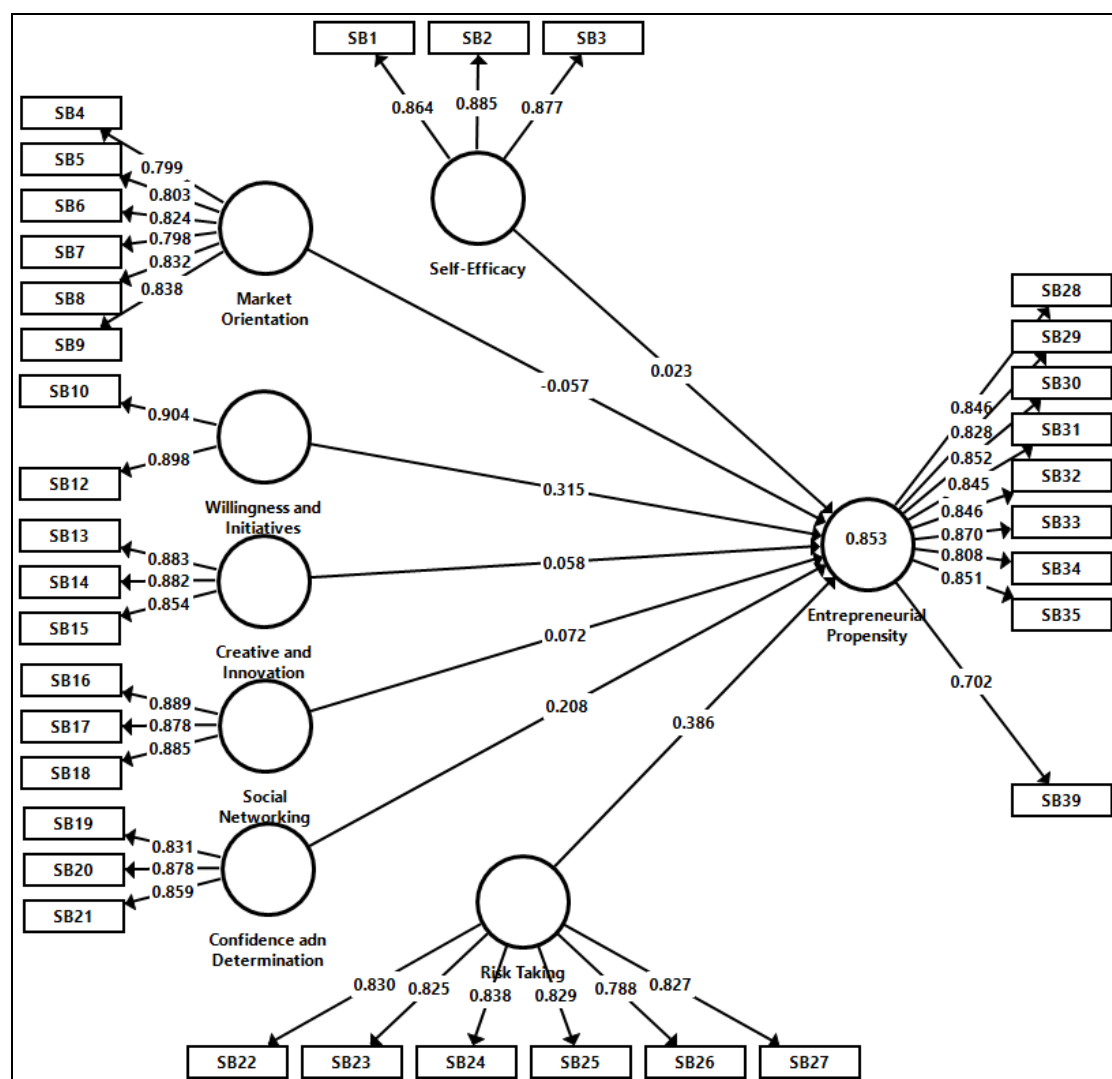 SB1
SB2
SB3
0.864
0.885
0.877
Self-Efficacy
SB4
SB5
SB6
SB7
SB8
SB9
0.799
0.803
0.824
0.798
0.832
0.838
Market
Orientation
SB10
SB12
0.904
0.898
Willingness and
Initiatives
SB13
SB14
SB15
0.883
0.882
0.854
Creative and
Innovation
SB16
SB17
SB18
0.889
0.878
0.885
Social
Networking
SB19
SB20
SB21
0.831
0.878
0.859
Confidence adn
Determination
Risk Taking
0.830
0.825
0.838
0.829
0.788
0.827
SB22
SB23
SB24
SB25
SB26
SB27
0.023
-0.057
0.315
0.058
0.072
0.208
0.386
0.853
Entrepreneurial
Propensity
0.846
0.828
0.852
0.845
0.846
0.870
0.808
0.851
0.702
SB28
SB29
SB30
SB31
SB32
SB33
SB34
SB35
SB39